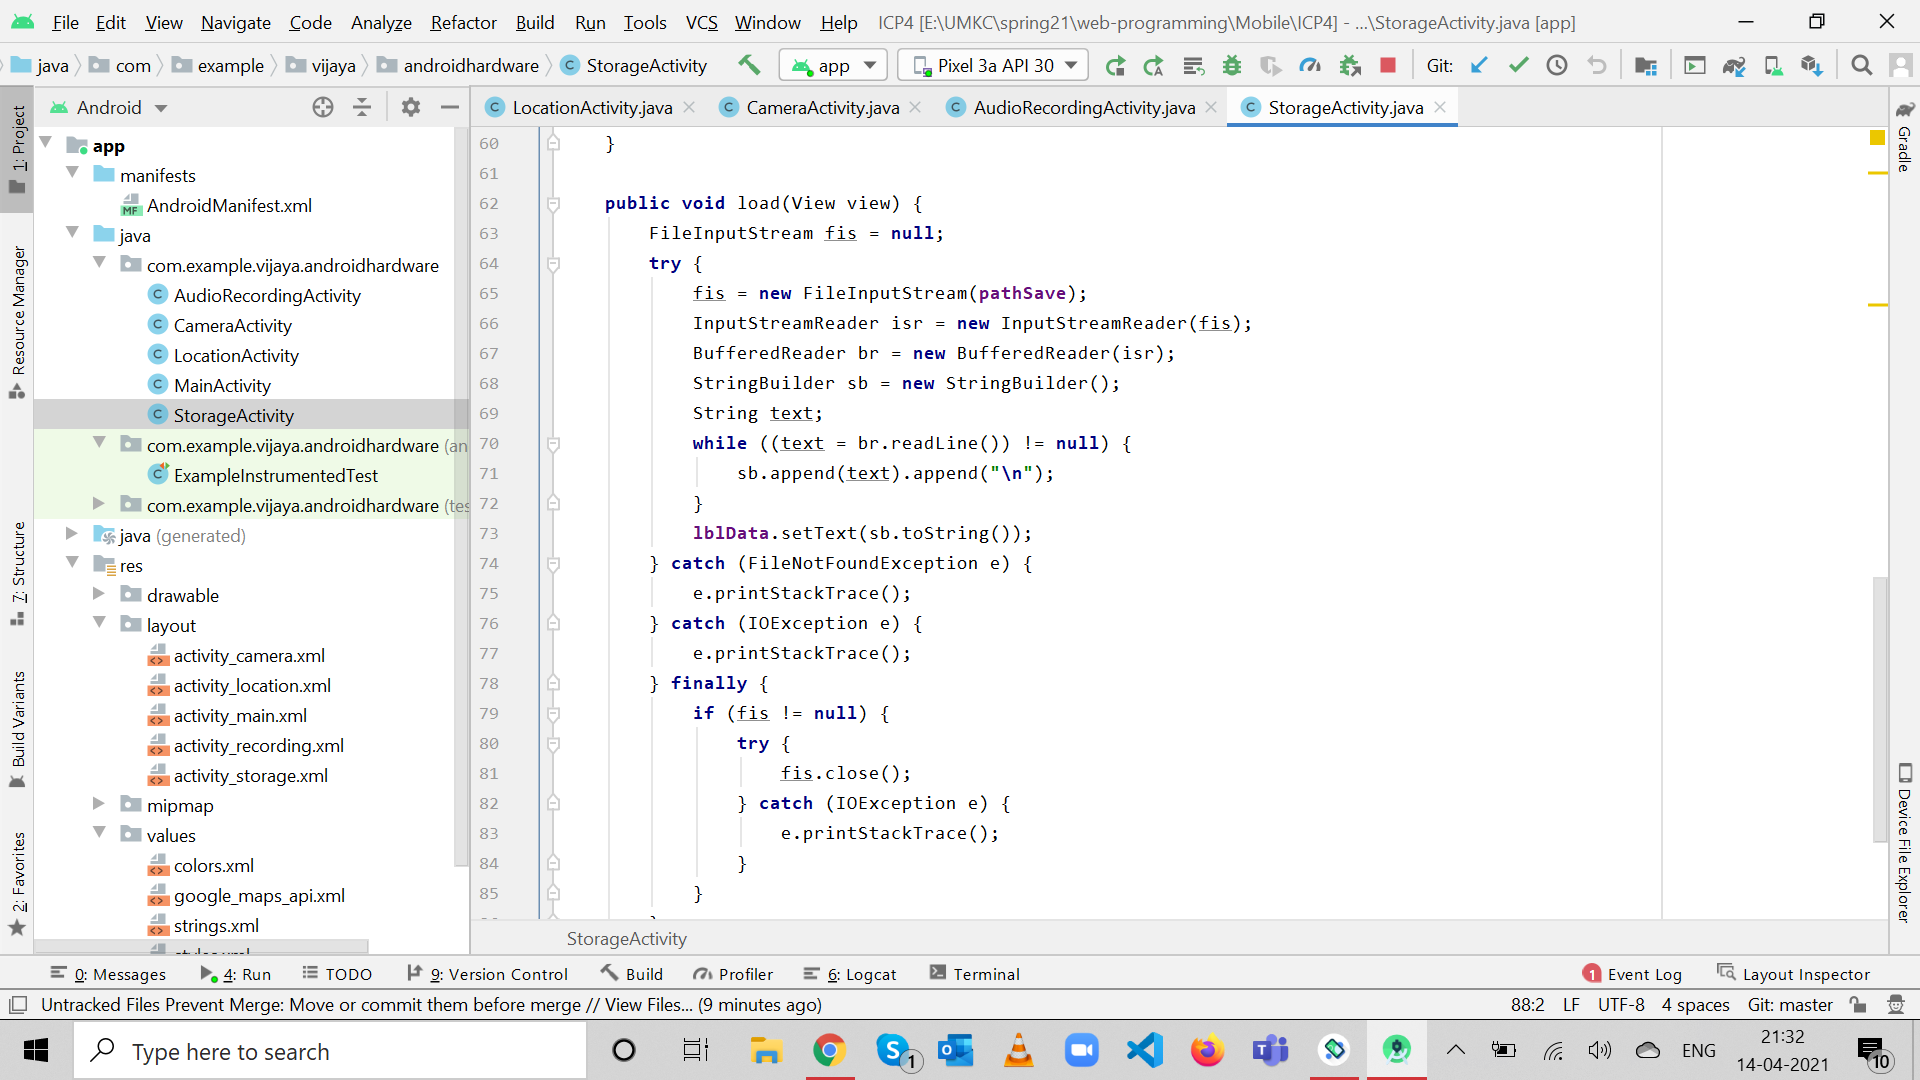 File Edit View Navigate Code Analyze Refactor Build Run Tools VCS Window Help ICP4 [E:\UMKC\spring21\web-programming\Mobile\ICP4] - ...\StorageActivity.java [app]
java com example vijaya androidhardware StorageActivity app Pixel 3a API 30 Git:
Android
LocationActivity.java CameraActivity.java AudioRecordingActivity.java StorageActivity.java
1: Project
Resource Manager
7: Structure
Build Variants
2: Favorites
app
manifests
MF AndroidManifest.xml
java
com.example.vijaya.androidhardware
AudioRecordingActivity
CameraActivity
LocationActivity
MainActivity
StorageActivity
com.example.vijaya.androidhardware (an
ExampleInstrumentedTest
com.example.vijaya.androidhardware (tes
java (generated)
res
drawable
layout
activity_camera.xml
activity_location.xml
activity_main.xml
activity_recording.xml
activity_storage.xml
mipmap
values
colors.xml
google_maps_api.xml
strings.xml
60 }
61
62 public void load(View view) {
63 FileInputStream fis = null;
64 try {
65 fis = new FileInputStream(pathSave);
66 InputStreamReader isr = new InputStreamReader(fis);
67 BufferedReader br = new BufferedReader(isr);
68 StringBuilder sb = new StringBuilder();
69 String text;
70 while ((text = br.readLine()) != null) {
71 sb.append(text).append("\n");
72 }
73 lblData.setText(sb.toString());
74 } catch (FileNotFoundException e) {
75 e.printStackTrace();
76 } catch (IOException e) {
77 e.printStackTrace();
78 } finally {
79 if (fis != null) {
80 try {
81 fis.close();
82 } catch (IOException e) {
83 e.printStackTrace();
84 }
85 }
StorageActivity
Gradle
Device File Explorer
0: Messages 4: Run TODO 9: Version Control Build Profiler 6: Logcat Terminal 1 Event Log Layout Inspector
Untracked Files Prevent Merge: Move or commit them before merge // View Files... (9 minutes ago) 88:2 LF UTF-8 4 spaces Git: master
Type here to search
1
ENG
21:32
14-04-2021
10